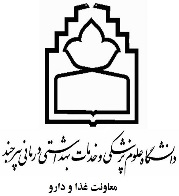 دانشگاه علوم پزشکی و خدمات بهداشتی درمانی بیرجند
معاونت غذا و دارو